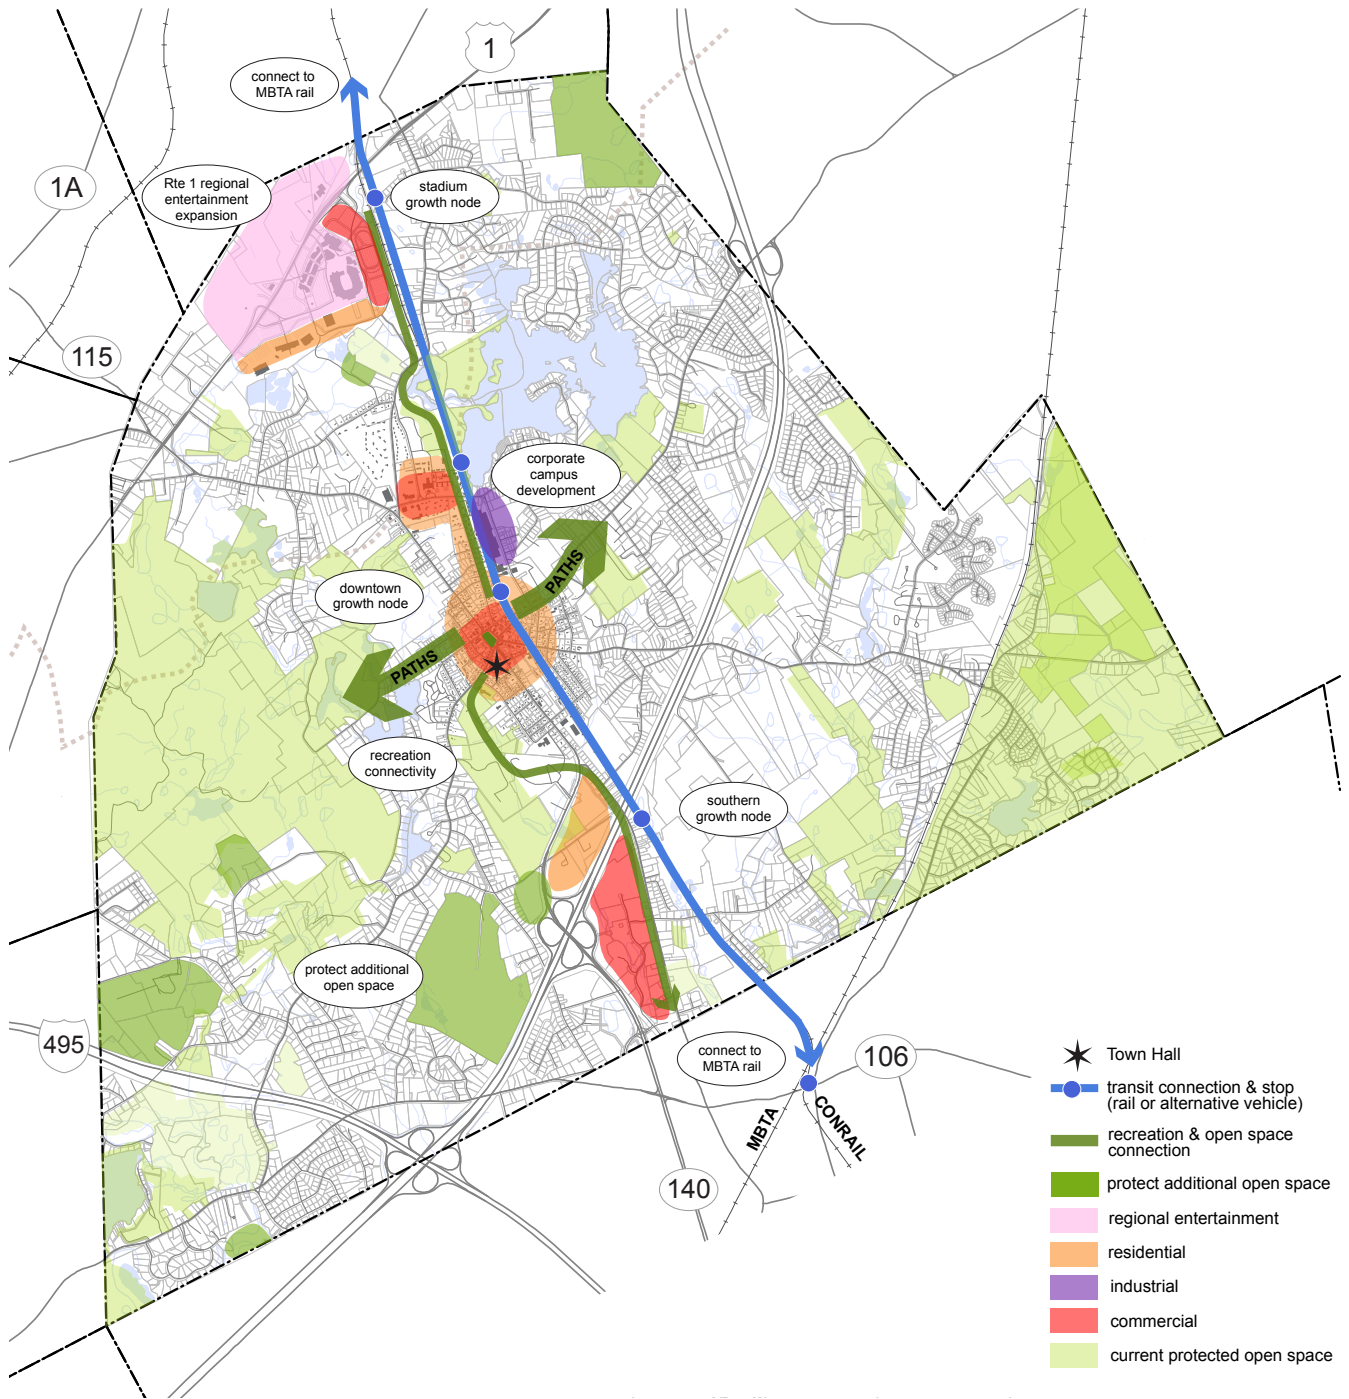 1
connect to
MBTA rail
1A
Rte 1 regional
entertainment
expansion
stadium
growth node
115
corporate
campus
development
PATHS
downtown
growth node
PATHS
recreation
connectivity
southern
growth node
protect additional
open space
495
connect to
MBTA rail
106
MBTA
CONRAIL
140
Town Hall
transit connection & stop
(rail or alternative vehicle)
recreation & open space
connection
protect additional open space
regional entertainment
residential
industrial
commercial
current protected open space